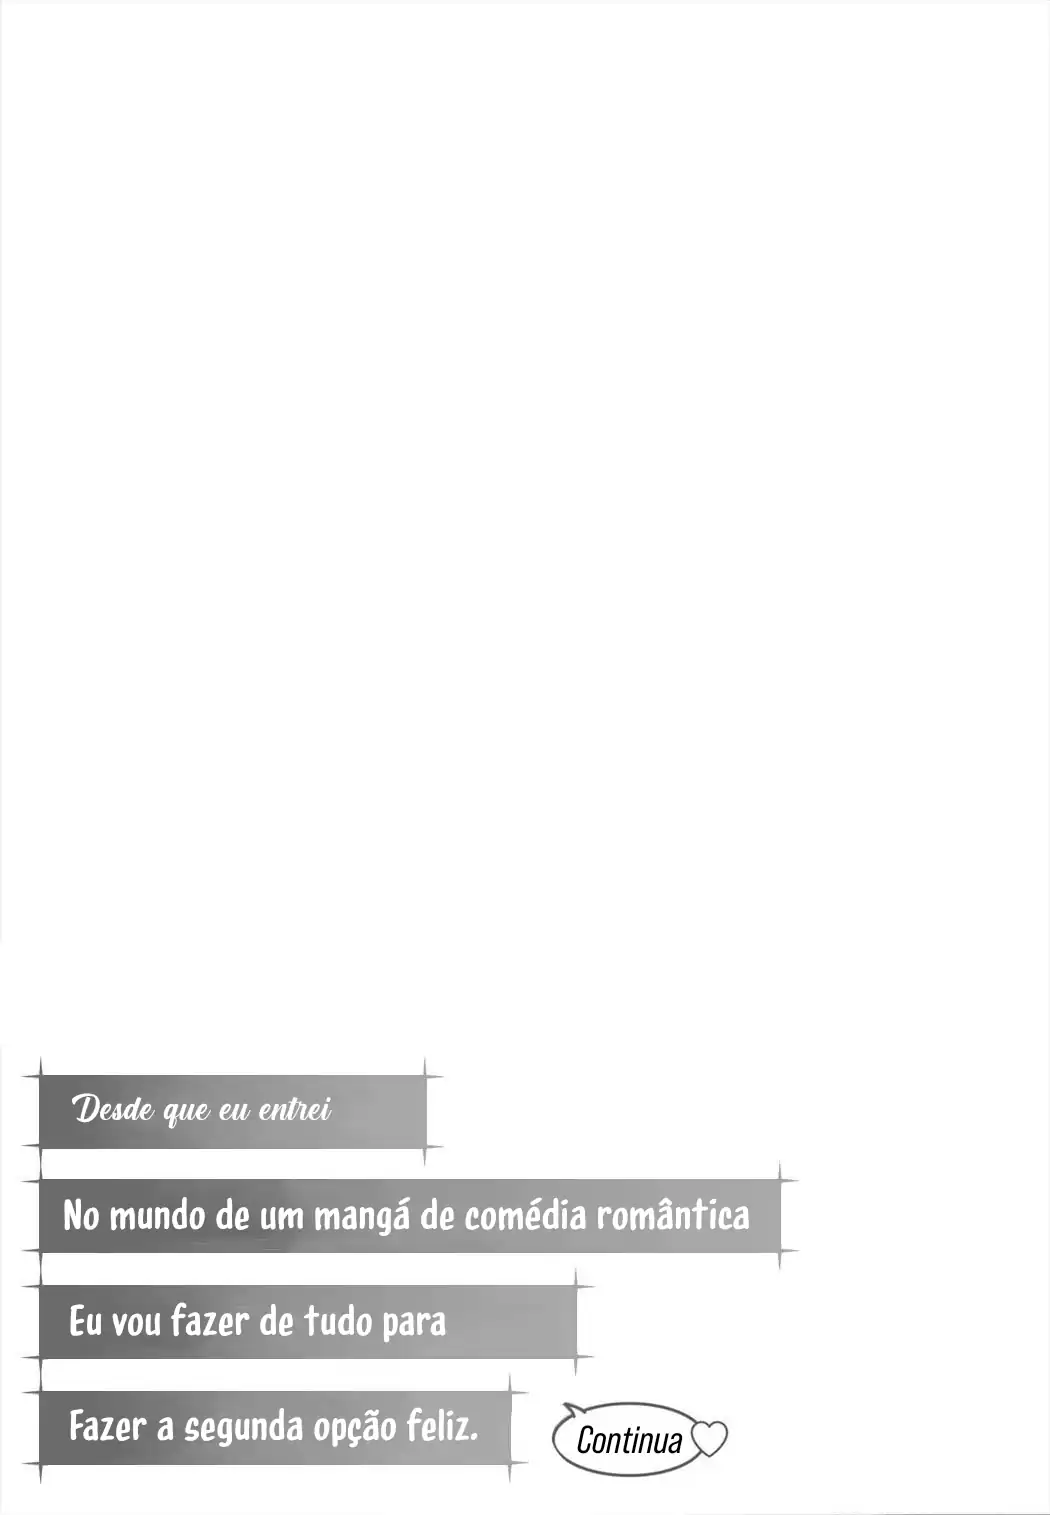 Desde que eu entrei
No mundo de um mangá de comédia romântica
Eu vou fazer de tudo para
Fazer a segunda opção feliz.
Continua